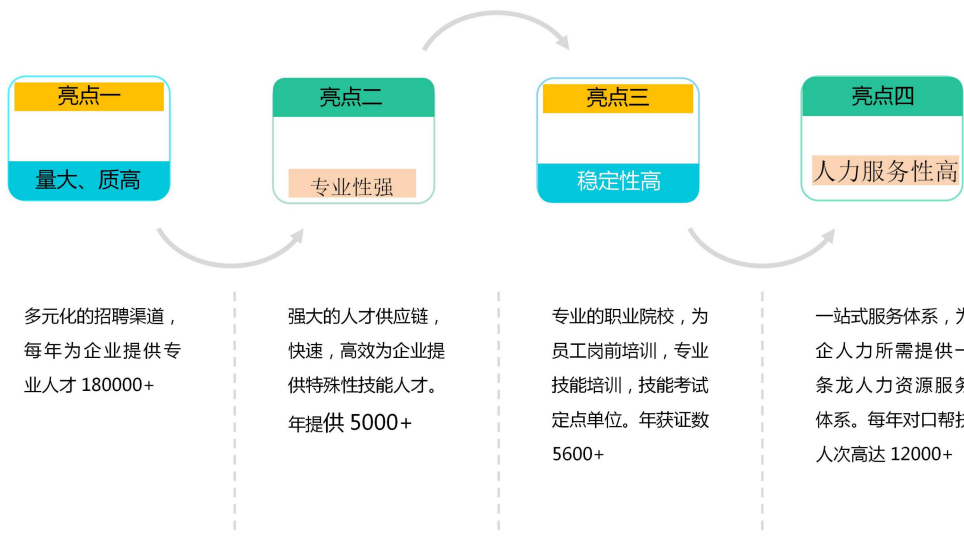 亮点一
量大、质高
多元化的招聘渠道，
每年为企业提供专
业人才 180000+
亮点二
专业性强
强大的人才供应链，
快速，高效为企业提
供特殊性技能人才。
年提供 5000+
亮点三
稳定性高
专业的职业院校，为
员工岗前培训，专业
技能培训，技能考试
定点单位。年获证数
5600+
亮点四
人力服务性高
一站式服务体系，为
企人力所需提供一
条龙人力资源服务
体系。每年对口帮扶
人次高达 12000+